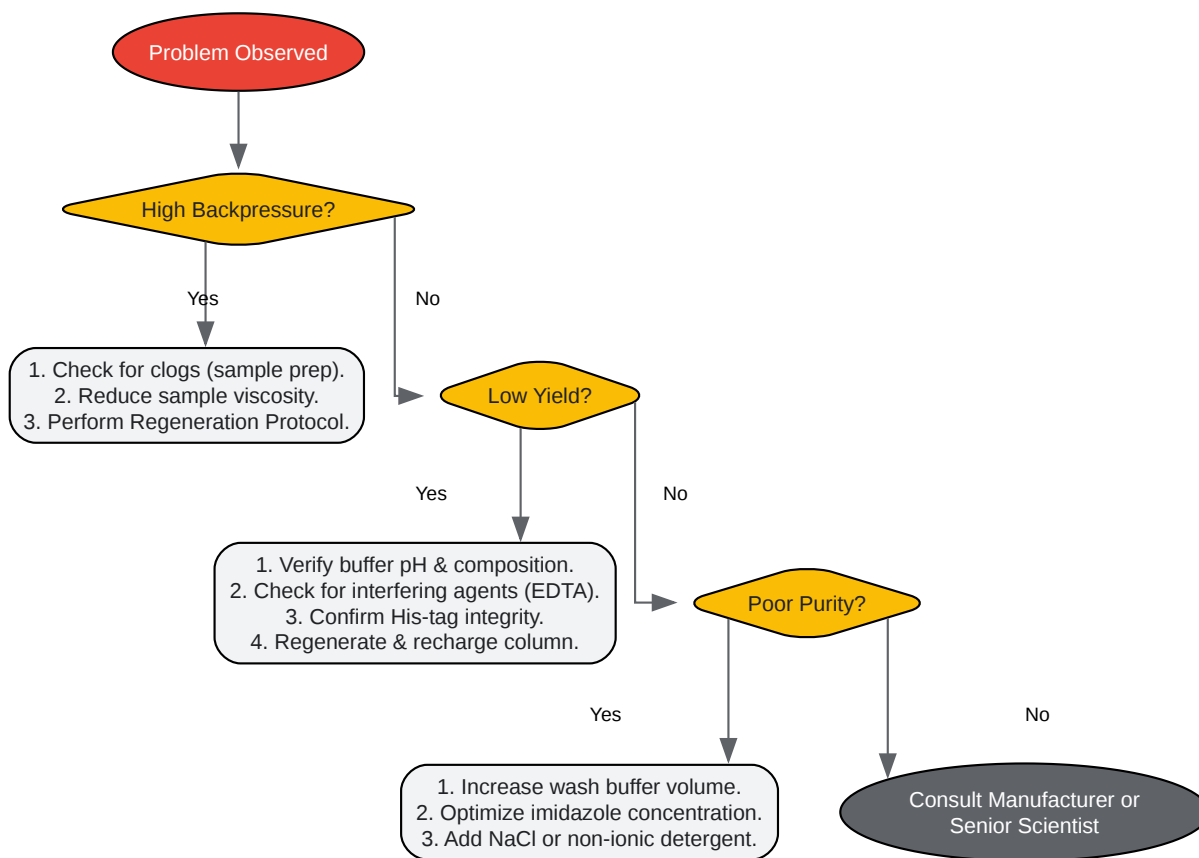 Problem Observed
High Backpressure?
Yes
No
1. Check for clogs (sample prep).
2. Reduce sample viscosity.
3. Perform Regeneration Protocol.
Low Yield?
Yes
No
1. Verify buffer pH & composition.
2. Check for interfering agents (EDTA).
3. Confirm His-tag integrity.
4. Regenerate & recharge column.
Poor Purity?
Yes
No
1. Increase wash buffer volume.
2. Optimize imidazole concentration.
3. Add NaCl or non-ionic detergent.
Consult Manufacturer or
Senior Scientist